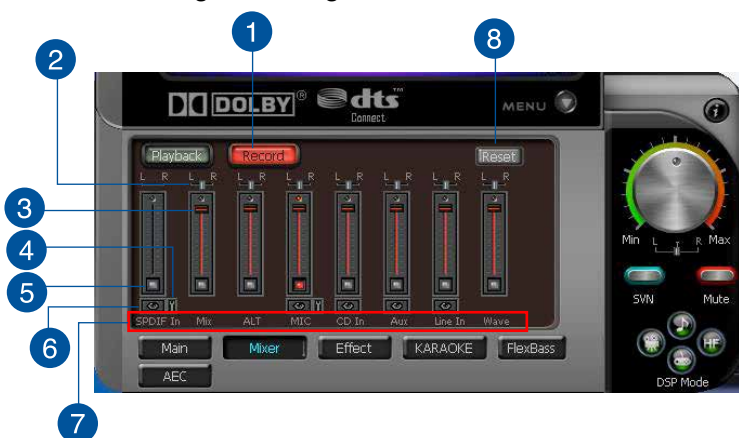 1
2
8
DOLBY® dts™
Connect
MENU
Playback Record Reset
L R L R L R L R L R L R L R L R
3
4
5
6
7
SPDIF In Mix ALT MIC CD In Aux Line In Wave
Min L R Max
SVN Mute
Main Mixer Effect KARAOKE FlexBass
HF
AEC
DSP Mode